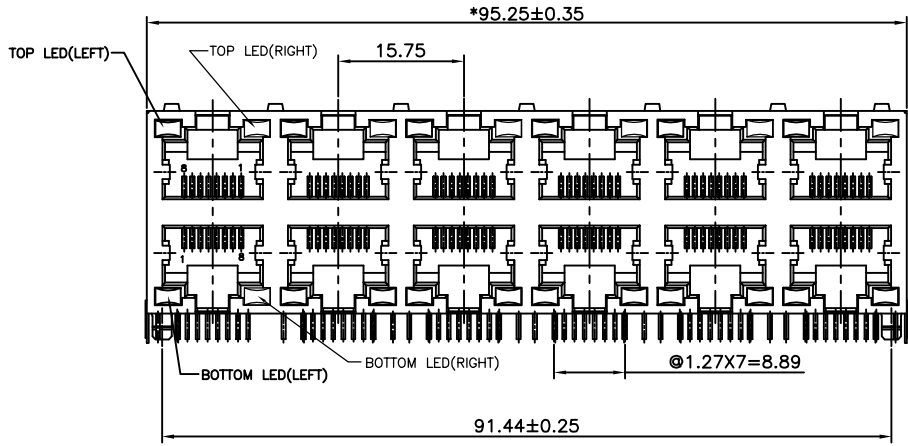 *95.25±0.35
15.75
TOP LED(LEFT)
TOP LED(RIGHT)
8 1
1 8
BOTTOM LED(RIGHT)
BOTTOM LED(LEFT)
@1.27X7=8.89
91.44±0.25